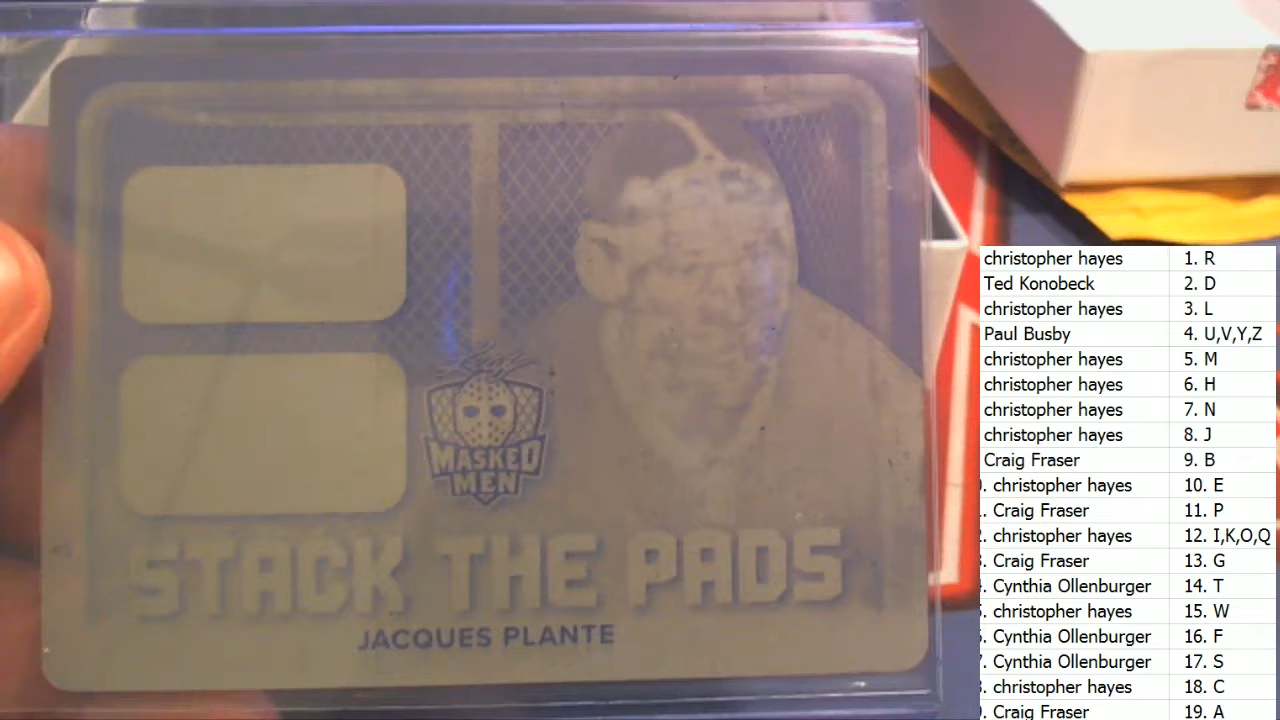 Leaf
MASKED
MEN
STACK THE PADS
JACQUES PLANTE
christopher hayes 1. R
Ted Konobeck 2. D
christopher hayes 3. L
Paul Busby 4. U,V,Y,Z
christopher hayes 5. M
christopher hayes 6. H
christopher hayes 7. N
christopher hayes 8. J
Craig Fraser 9. B
. christopher hayes 10. E
. Craig Fraser 11. P
. christopher hayes 12. I,K,O,Q
. Craig Fraser 13. G
. Cynthia Ollenburger 14. T
. christopher hayes 15. W
. Cynthia Ollenburger 16. F
. Cynthia Ollenburger 17. S
. christopher hayes 18. C
. Craig Fraser 19. A